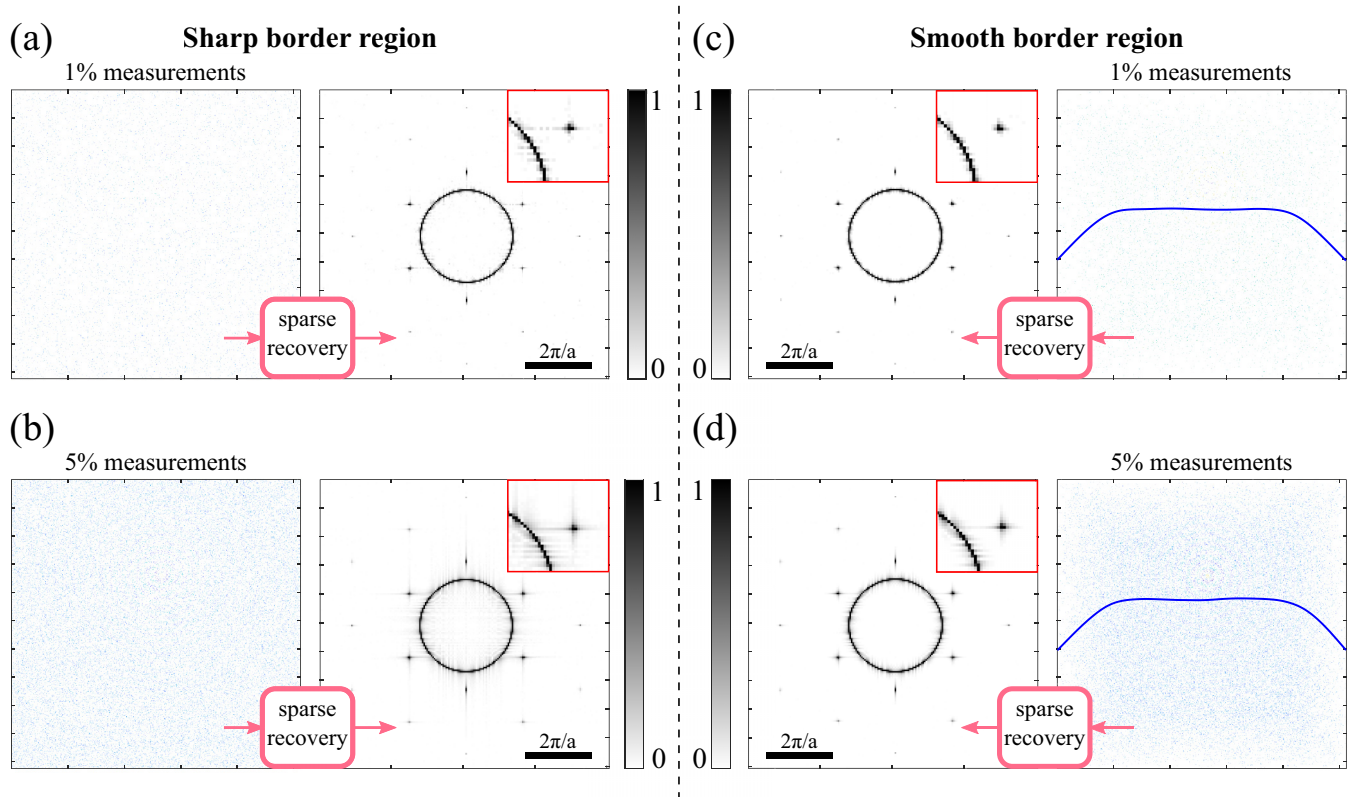 (a)
Sharp border region
1% measurements
sparse
recovery
2π/a
1
0
(c)
Smooth border region
1% measurements
1
0
2π/a
sparse
recovery
(b)
5% measurements
sparse
recovery
2π/a
1
0
(d)
5% measurements
1
0
2π/a
sparse
recovery